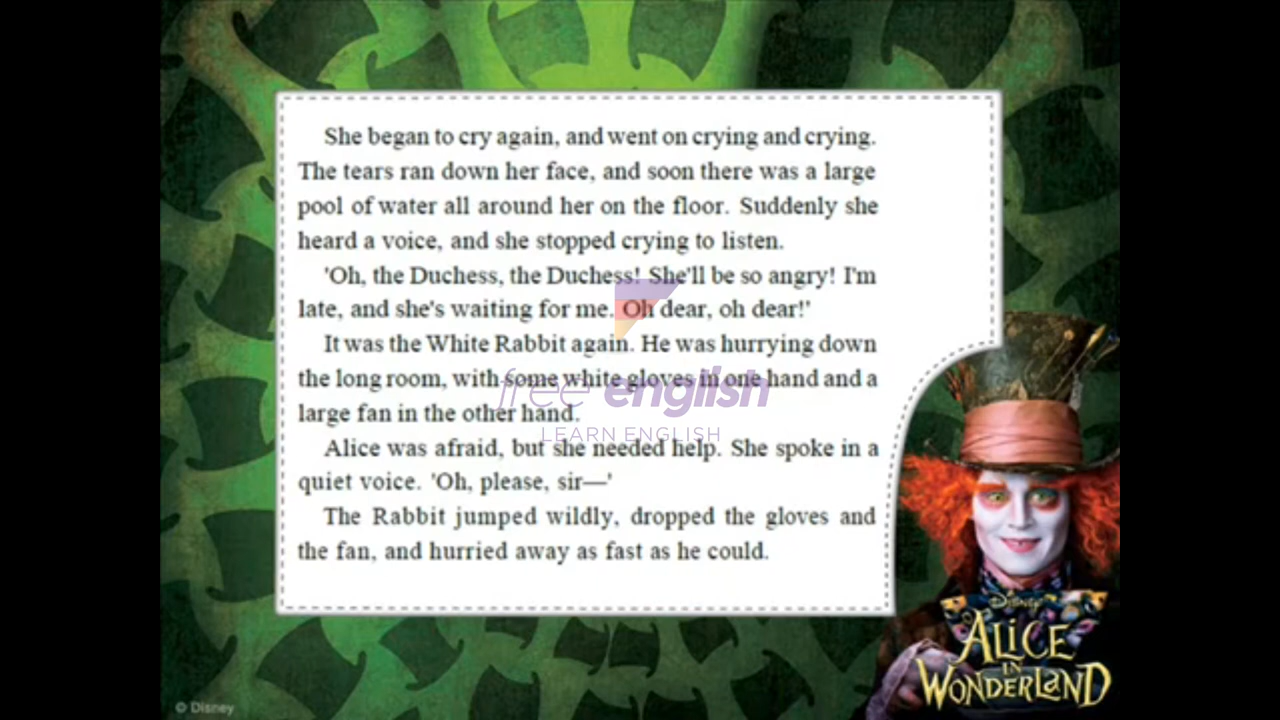 She began to cry again, and went on crying and crying.
The tears ran down her face, and soon there was a large
pool of water all around her on the floor. Suddenly she
heard a voice, and she stopped crying to listen.
'Oh, the Duchess, the Duchess! She'll be so angry! I'm
late, and she's waiting for me. Oh dear, oh dear!'
It was the White Rabbit again. He was hurrying down
the long room, with some white gloves in one hand and a
large fan in the other hand.
free english
LEARN ENGLISH
Alice was afraid, but she needed help. She spoke in a
quiet voice. 'Oh, please, sir—'
The Rabbit jumped wildly, dropped the gloves and
the fan, and hurried away as fast as he could.
DISNEY
ALICE
IN
WONDERLAND
© Disney